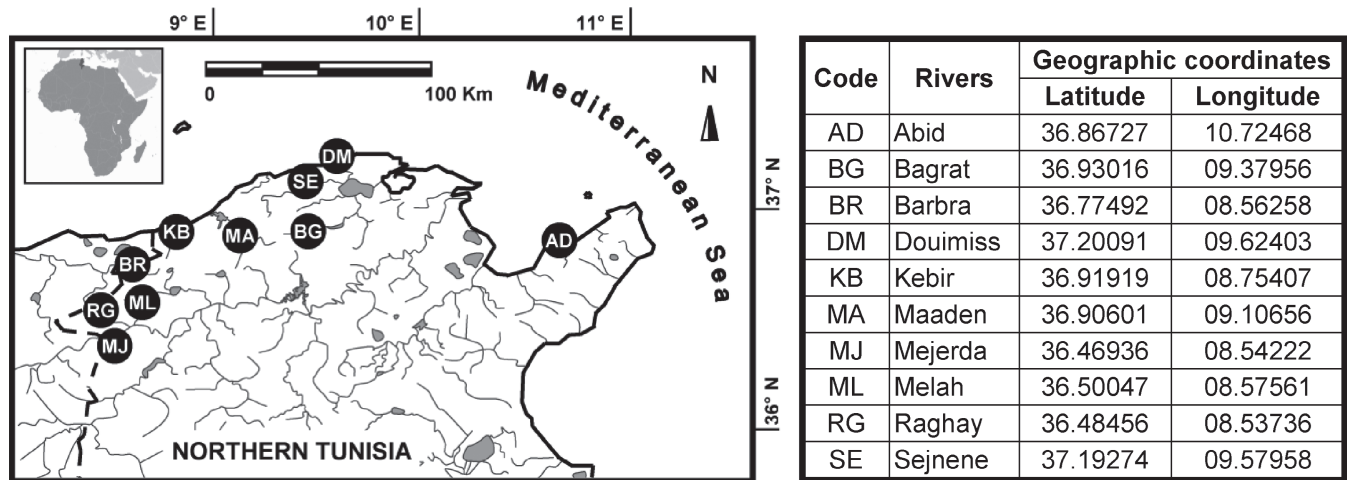 9° E 10° E 11° E
0 100 Km
N
Mediterranean Sea
37° N
36° N
DM
SE
KB
MA
BG
AD
BR
RG
ML
MJ
NORTHERN TUNISIA
Code Rivers Geographic coordinates
Latitude Longitude
AD Abid 36.86727 10.72468
BG Bagrat 36.93016 09.37956
BR Barbra 36.77492 08.56258
DM Douimiss 37.20091 09.62403
KB Kebir 36.91919 08.75407
MA Maaden 36.90601 09.10656
MJ Mejerda 36.46936 08.54222
ML Melah 36.50047 08.57561
RG Raghay 36.48456 08.53736
SE Sejnene 37.19274 09.57958